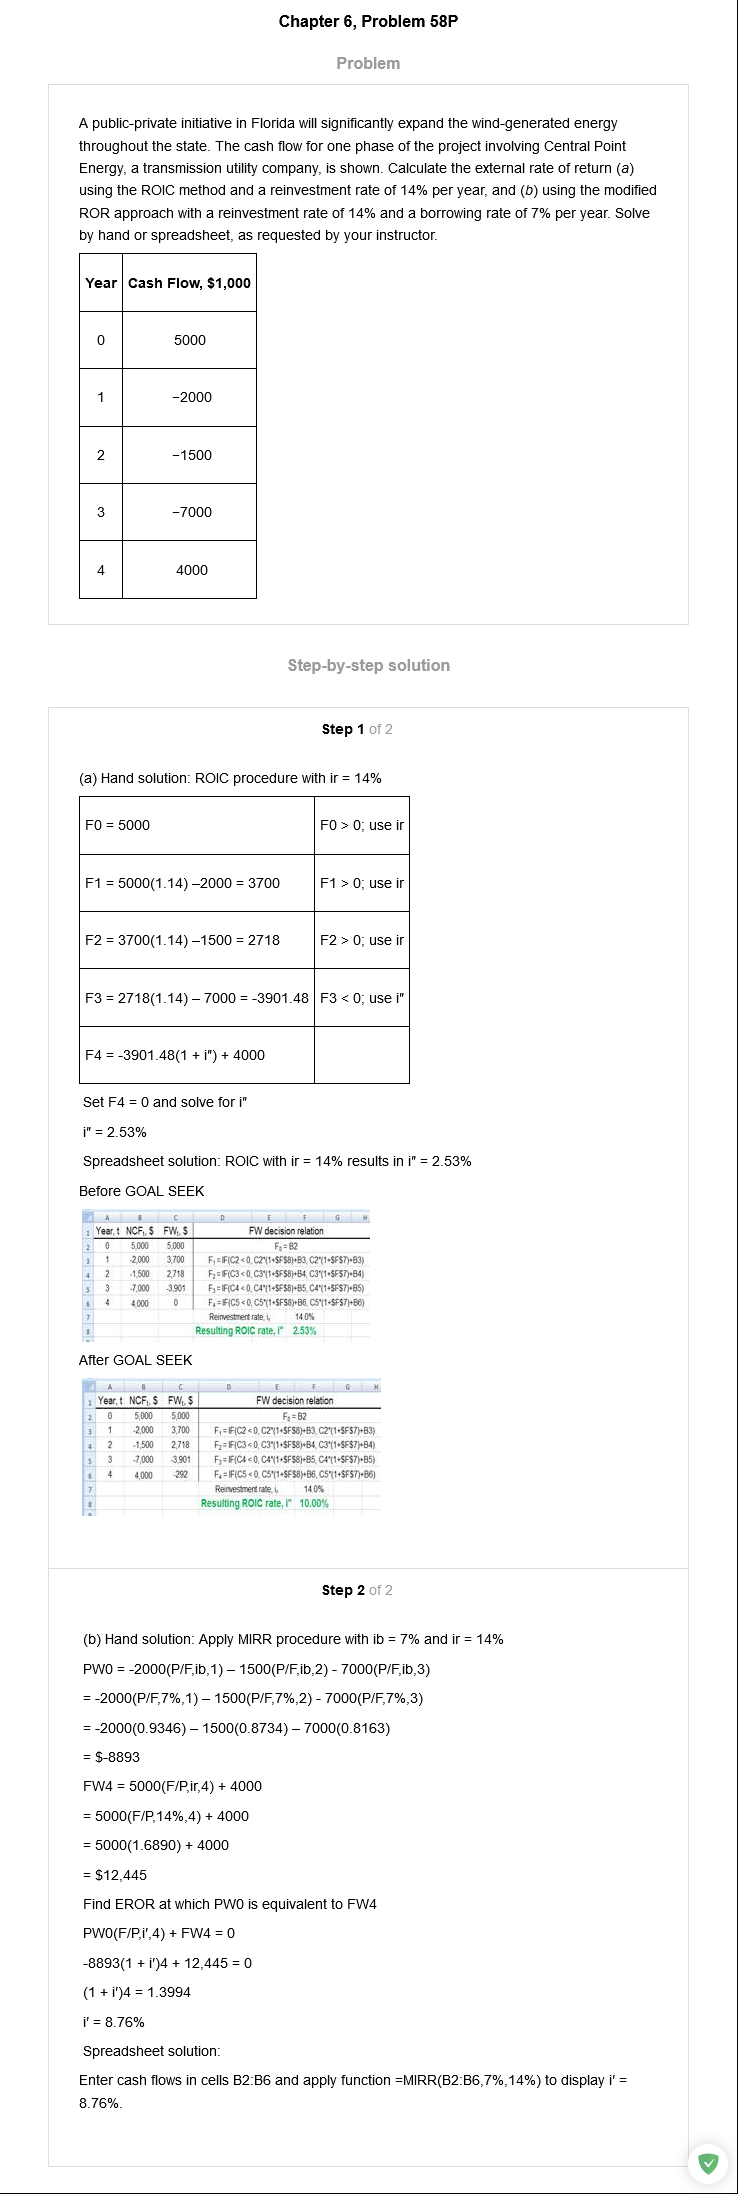 Chapter 6, Problem 58P
Problem
A public-private initiative in Florida will significantly expand the wind-generated energy
throughout the state. The cash flow for one phase of the project involving Central Point
Energy, a transmission utility company, is shown. Calculate the external rate of return (a)
using the ROIC method and a reinvestment rate of 14% per year, and (b) using the modified
ROR approach with a reinvestment rate of 14% and a borrowing rate of 7% per year. Solve
by hand or spreadsheet, as requested by your instructor.
Year Cash Flow, $1,000
0 5000
1 −2000
2 −1500
3 −7000
4 4000
Step-by-step solution
Step 1 of 2
(a) Hand solution: ROIC procedure with ir = 14%
F0 = 5000 F0 > 0; use ir
F1 = 5000(1.14) –2000 = 3700 F1 > 0; use ir
F2 = 3700(1.14) –1500 = 2718 F2 > 0; use ir
F3 = 2718(1.14) – 7000 = -3901.48 F3 < 0; use i″
F4 = -3901.48(1 + i″) + 4000
Set F4 = 0 and solve for i″
i″ = 2.53%
Spreadsheet solution: ROIC with ir = 14% results in i″ = 2.53%
Before GOAL SEEK
A B C D E F G H
1 Year, t NCFₜ, $ FWₜ, $ FW decision relation
2 0 5,000 5,000 F₀ = B2
3 1 -2,000 3,700 F₁ = IF(C2 < 0, C2*(1+$F$8)+B3, C2*(1+$F$7)+B3)
4 2 -1,500 2,718 F₂ = IF(C3 < 0, C3*(1+$F$8)+B4, C3*(1+$F$7)+B4)
5 3 -7,000 -3,901 F₃ = IF(C4 < 0, C4*(1+$F$8)+B5, C4*(1+$F$7)+B5)
6 4 4,000 0 F₄ = IF(C5 < 0, C5*(1+$F$8)+B6, C5*(1+$F$7)+B6)
7 Reinvestment rate, iᵣ 14.0%
8 Resulting ROIC rate, i" 2.53%
After GOAL SEEK
A B C D E F G H
1 Year, t NCFₜ, $ FWₜ, $ FW decision relation
2 0 5,000 5,000 F₀ = B2
3 1 -2,000 3,700 F₁ = IF(C2 < 0, C2*(1+$F$8)+B3, C2*(1+$F$7)+B3)
4 2 -1,500 2,718 F₂ = IF(C3 < 0, C3*(1+$F$8)+B4, C3*(1+$F$7)+B4)
5 3 -7,000 -3,901 F₃ = IF(C4 < 0, C4*(1+$F$8)+B5, C4*(1+$F$7)+B5)
6 4 4,000 -292 F₄ = IF(C5 < 0, C5*(1+$F$8)+B6, C5*(1+$F$7)+B6)
7 Reinvestment rate, iᵣ 14.0%
8 Resulting ROIC rate, i" 10.00%
Step 2 of 2
(b) Hand solution: Apply MIRR procedure with ib = 7% and ir = 14%
PW0 = -2000(P/F,ib,1) – 1500(P/F,ib,2) - 7000(P/F,ib,3)
= -2000(P/F,7%,1) – 1500(P/F,7%,2) - 7000(P/F,7%,3)
= -2000(0.9346) – 1500(0.8734) – 7000(0.8163)
= $-8893
FW4 = 5000(F/P,ir,4) + 4000
= 5000(F/P,14%,4) + 4000
= 5000(1.6890) + 4000
= $12,445
Find EROR at which PW0 is equivalent to FW4
PW0(F/P,i′,4) + FW4 = 0
-8893(1 + i′)4 + 12,445 = 0
(1 + i′)4 = 1.3994
i′ = 8.76%
Spreadsheet solution:
Enter cash flows in cells B2:B6 and apply function =MIRR(B2:B6,7%,14%) to display i′ =
8.76%.